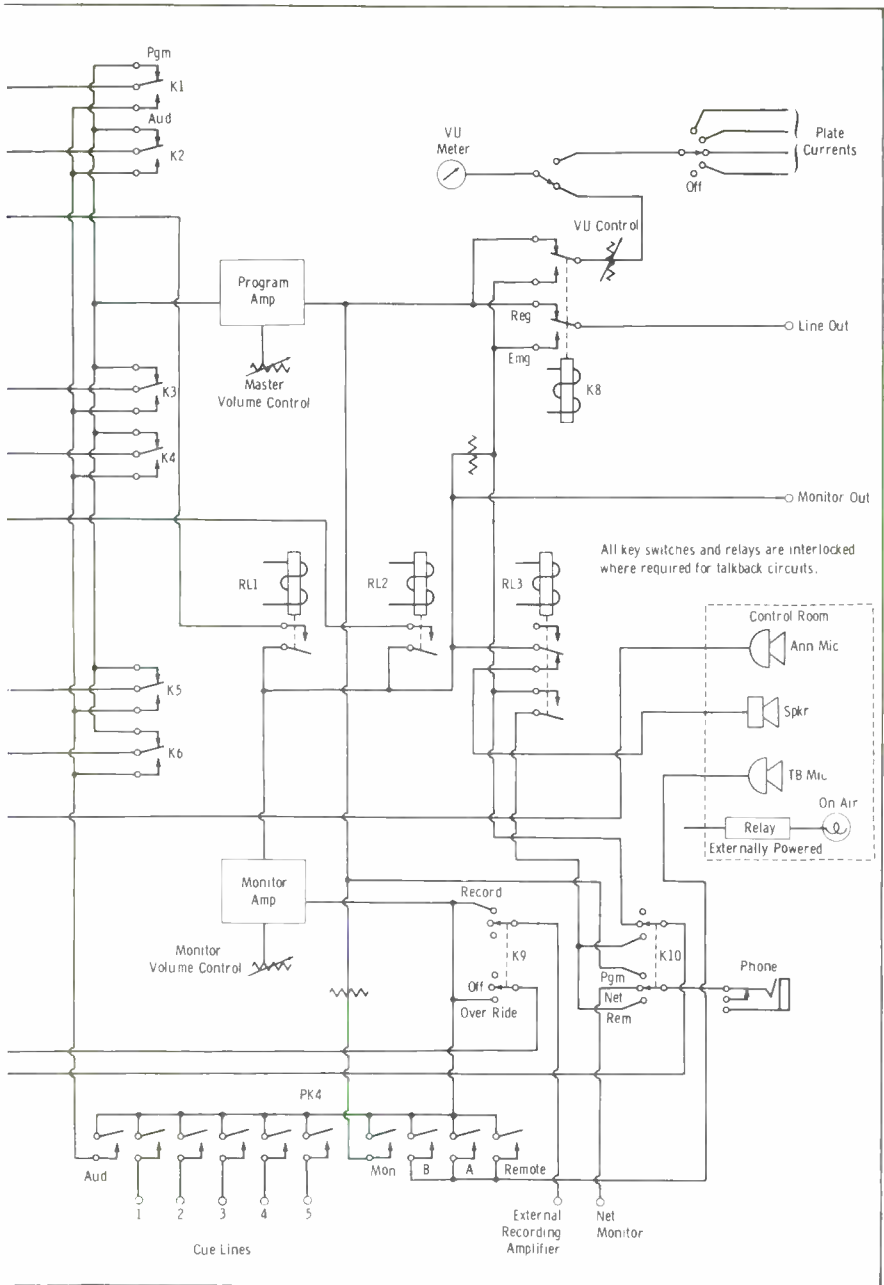 Pgm
K1
Aud
K2
VU
Meter
Plate
Currents
Off
VU Control
Program
Amp
Reg
Line Out
Emg
K3
Master
Volume Control
K8
K4
Monitor Out
All key switches and relays are interlocked
where required for talkback circuits.
RL1
RL2
RL3
Control Room
Ann Mic
K5
Spkr
K6
TB Mic
On Air
Relay
Externally Powered
Monitor
Amp
Record
Monitor
Volume Control
K9
K10
Phone
Off
Pgm
Net
Over Ride
Rem
PK4
Aud
Mon
B
A
Remote
1
2
3
4
5
External
Recording
Amplifier
Net
Monitor
Cue Lines